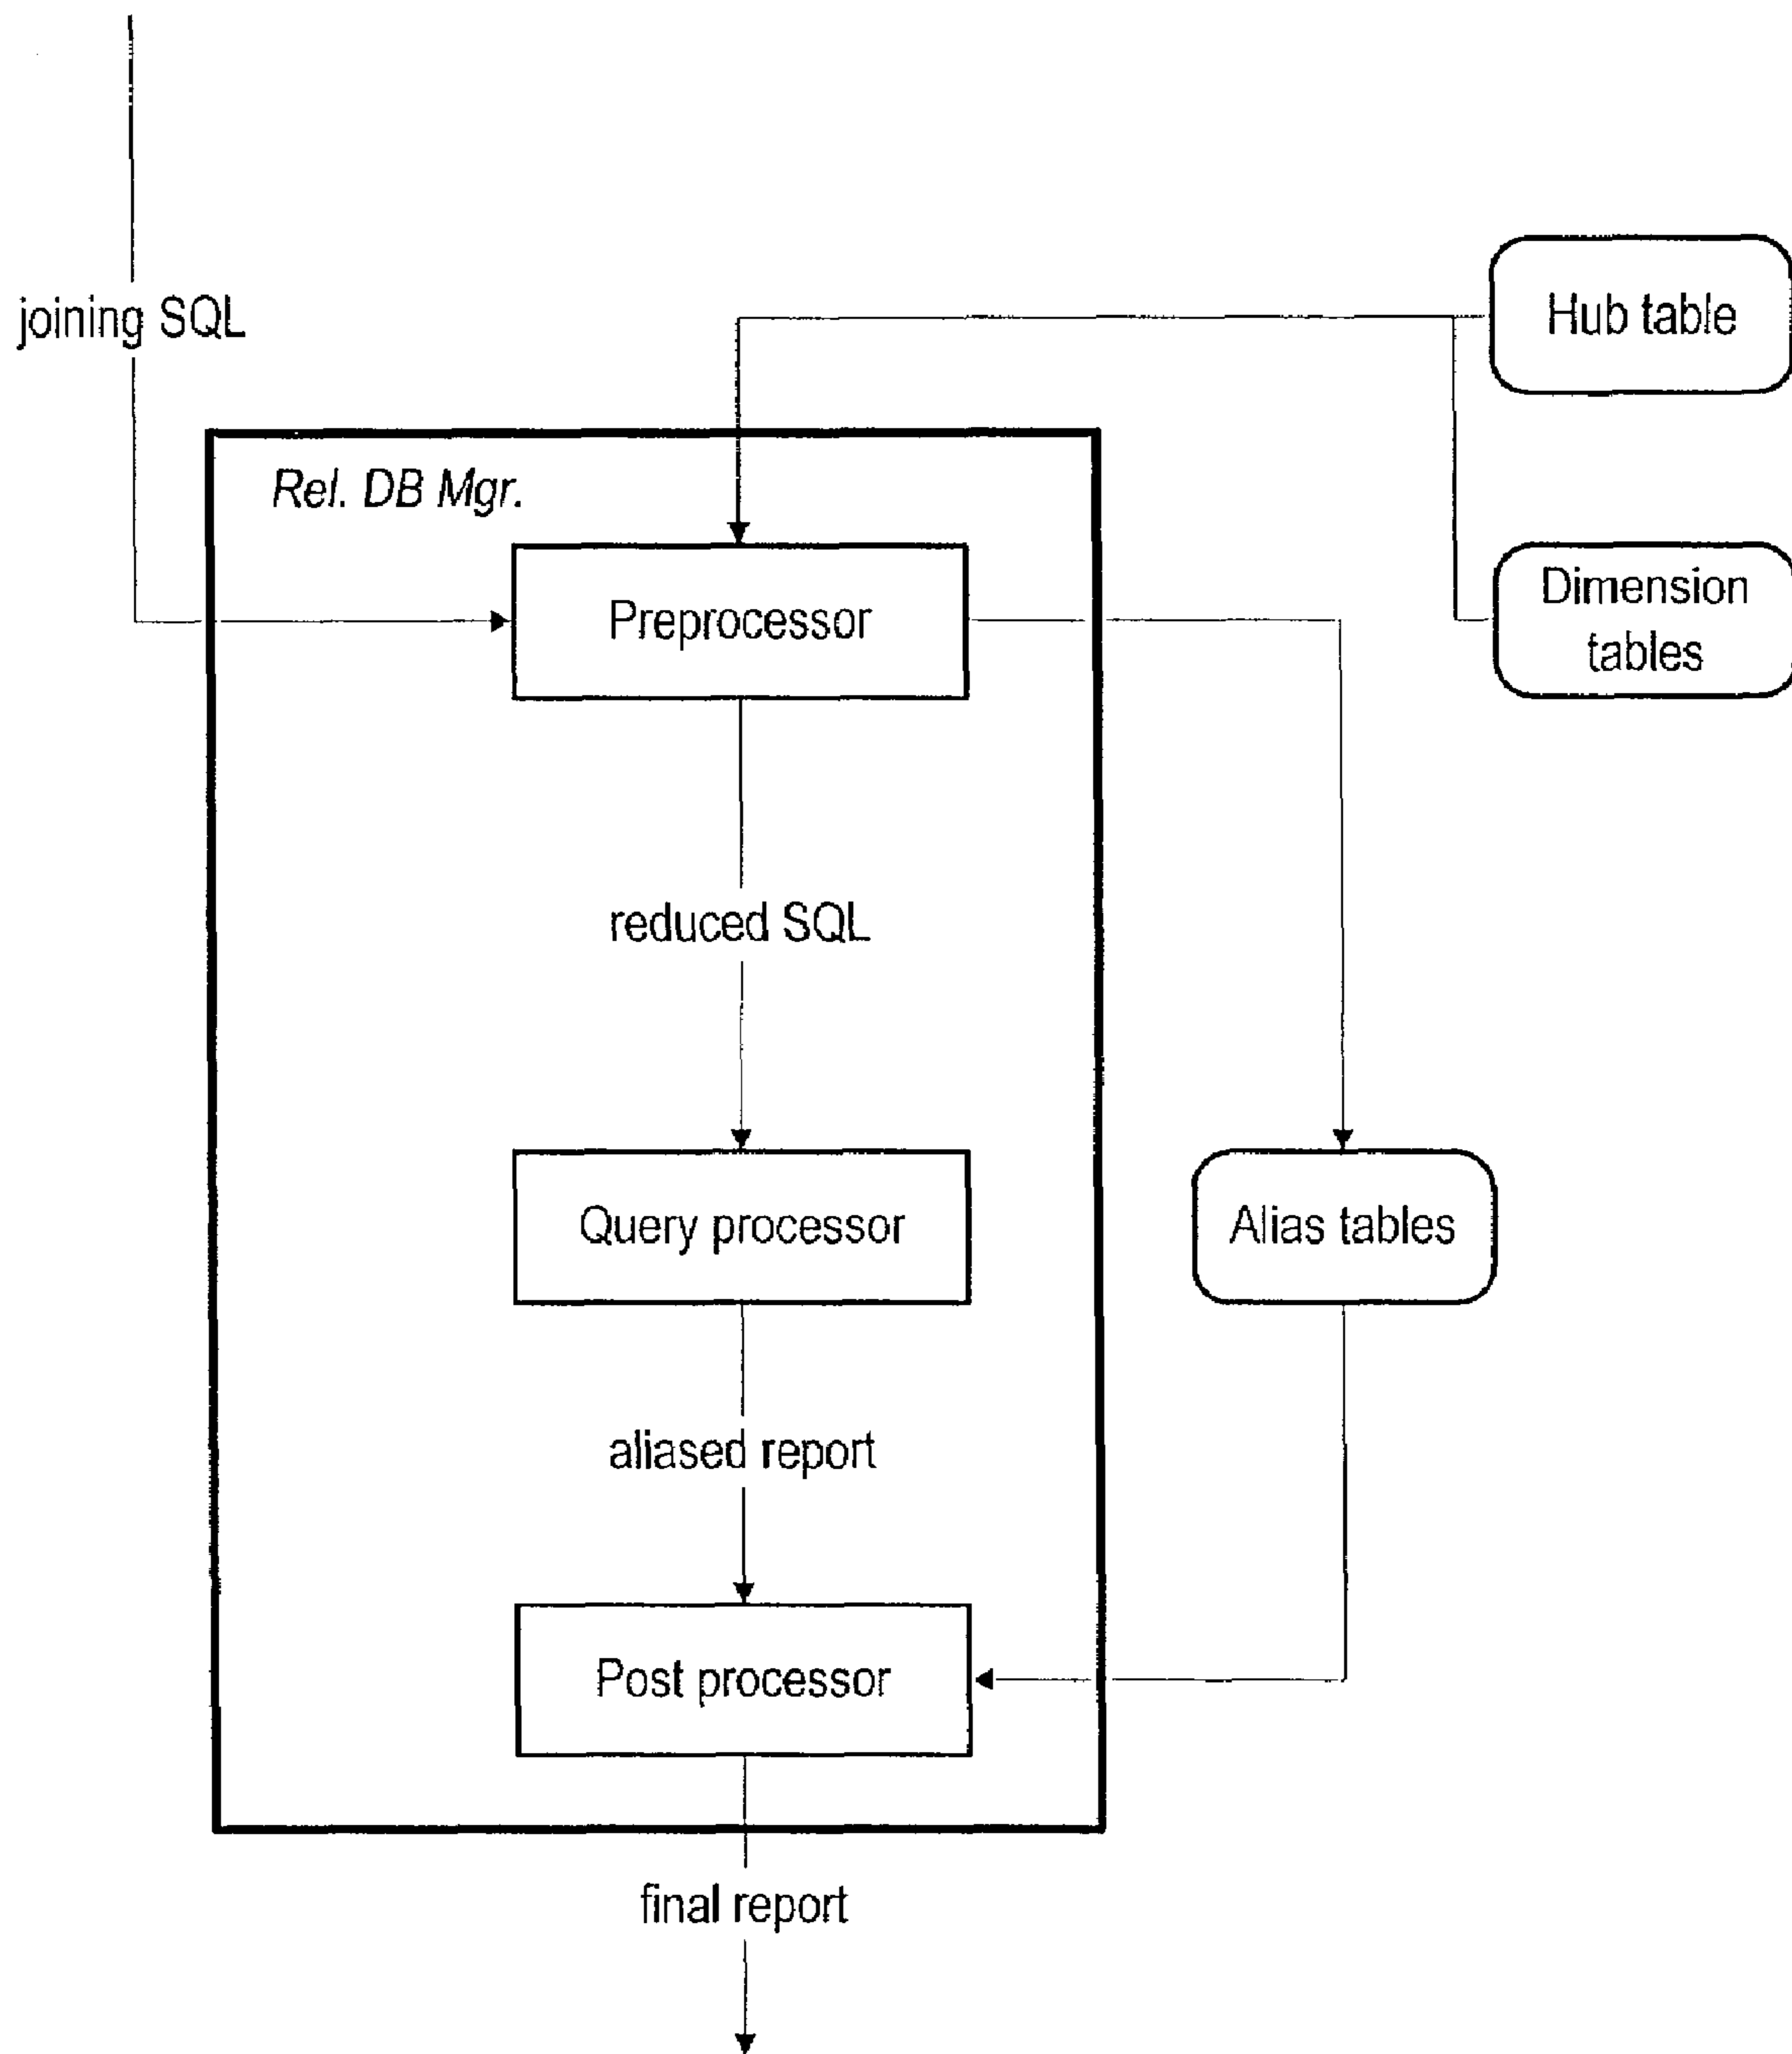 joining SQL
Hub table
Rel. DB Mgr.
Dimension
tables
Preprocessor
reduced SQL
Query processor
Alias tables
aliased report
Post processor
final report